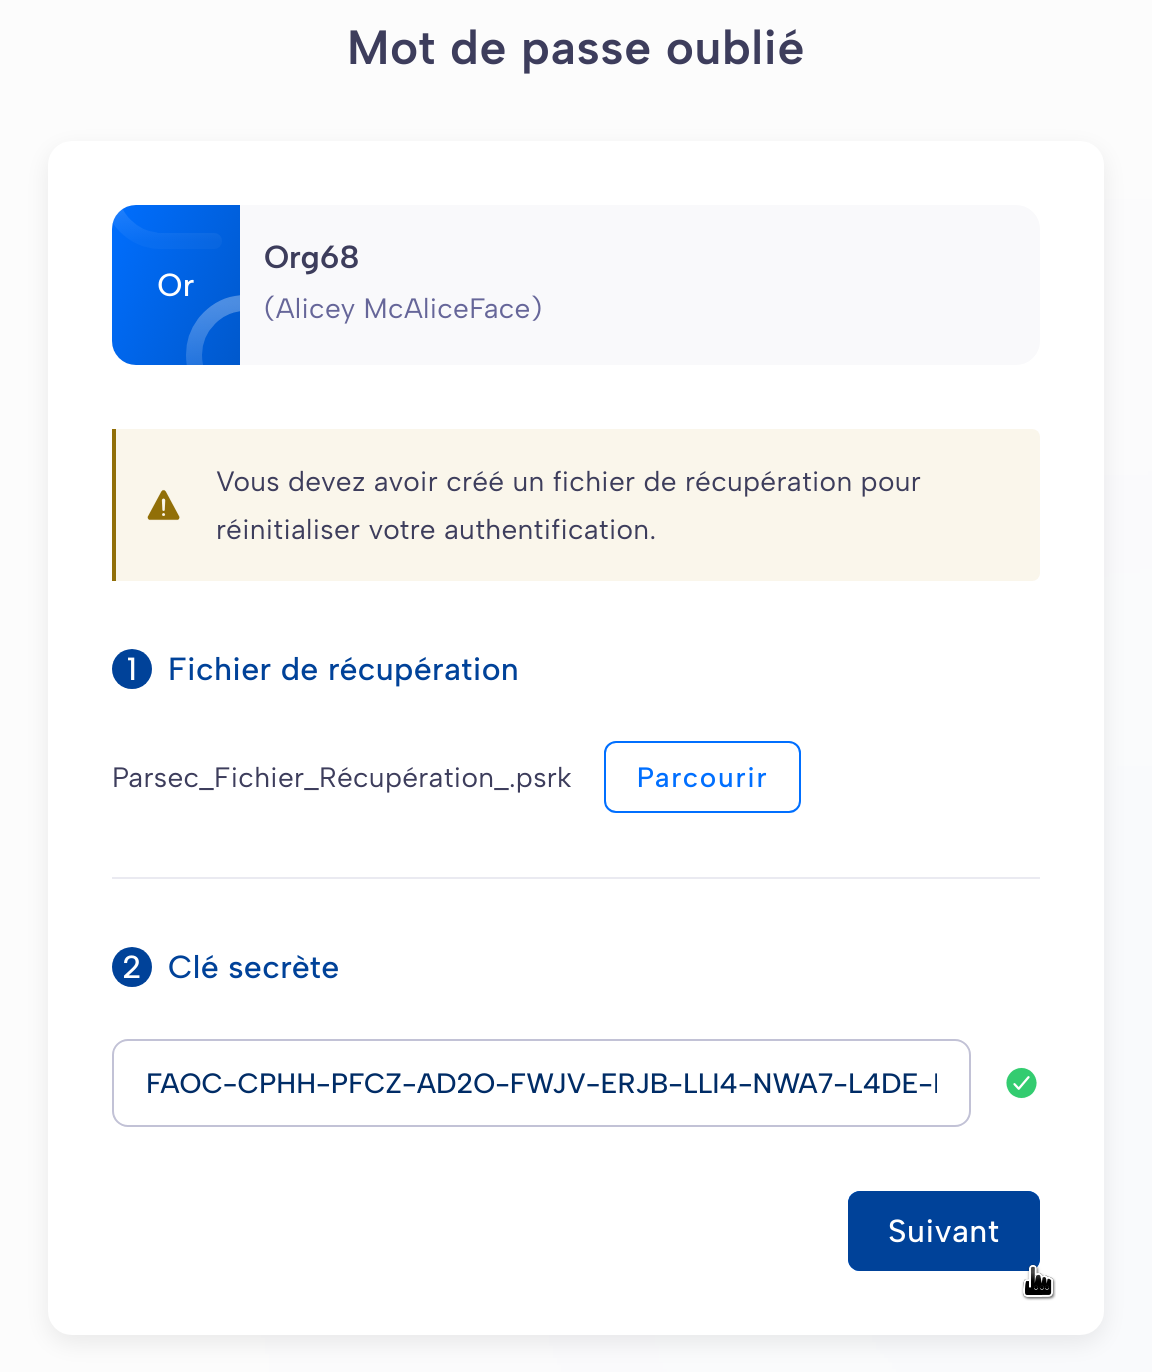 Mot de passe oublié
Or
Org68
(Alicey McAliceFace)
Vous devez avoir créé un fichier de récupération pour
réinitialiser votre authentification.
1 Fichier de récupération
Parsec_Fichier_Récupération_.psrk
Parcourir
2 Clé secrète
FAOC-CPHH-PFCZ-AD2O-FWJV-ERJB-LLI4-NWA7-L4DE-
Suivant